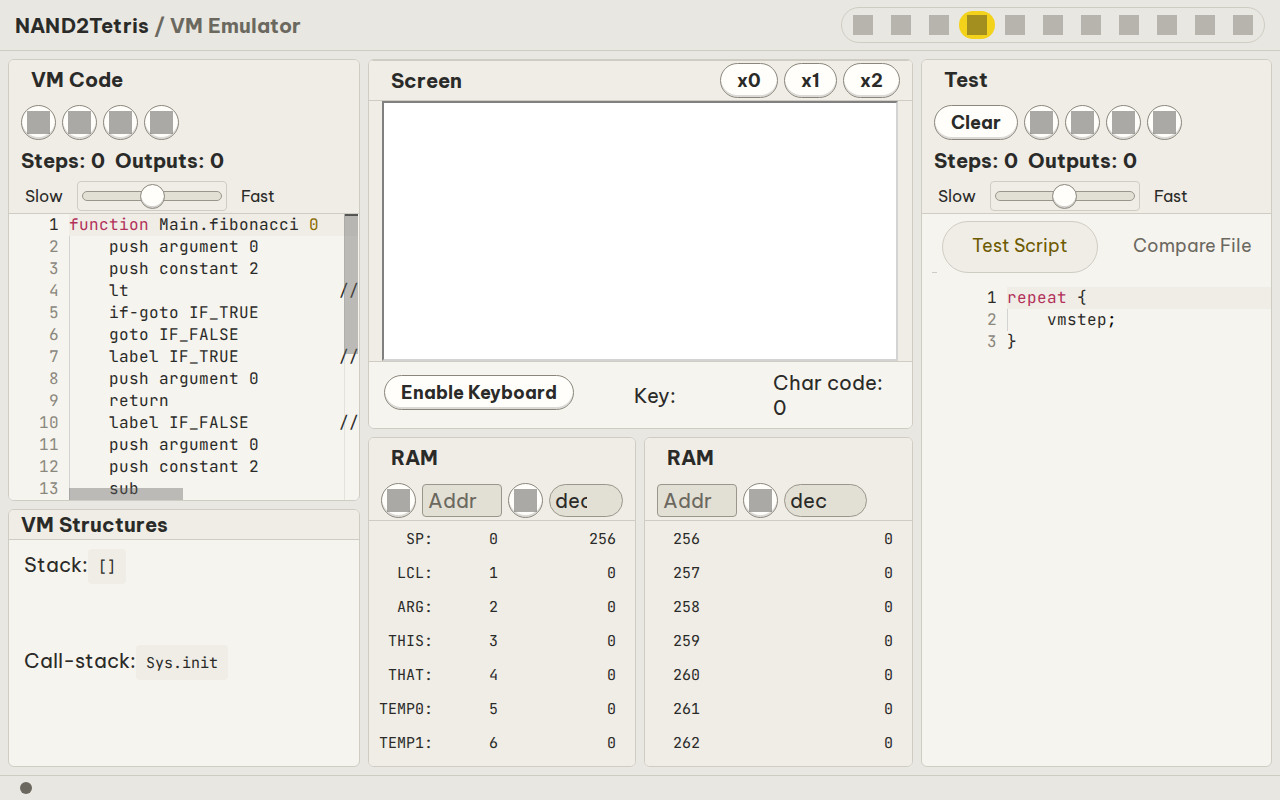 NAND2Tetris / VM Emulator
VM Code
Steps: 0 Outputs: 0
Slow Fast
1 function Main.fibonacci 0
2 push argument 0
3 push constant 2
4 lt //
5 if-goto IF_TRUE
6 goto IF_FALSE
7 label IF_TRUE //
8 push argument 0
9 return
10 label IF_FALSE //
11 push argument 0
12 push constant 2
13 sub
VM Structures
Stack: []
Call-stack: Sys.init
Screen x0 x1 x2
Enable Keyboard Key: Char code: 0
RAM
Addr dec
SP: 0 256
LCL: 1 0
ARG: 2 0
THIS: 3 0
THAT: 4 0
TEMP0: 5 0
TEMP1: 6 0
RAM
Addr dec
256 0
257 0
258 0
259 0
260 0
261 0
262 0
Test
Clear
Steps: 0 Outputs: 0
Slow Fast
Test Script Compare File
1 repeat {
2 vmstep;
3 }